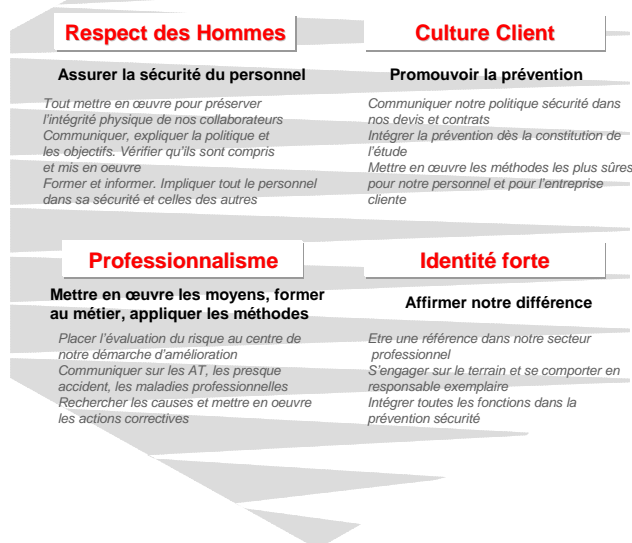 Respect des Hommes
Assurer la sécurité du personnel
Tout mettre en œuvre pour préserver
l'intégrité physique de nos collaborateurs
Communiquer, expliquer la politique et
les objectifs. Vérifier qu'ils sont compris
et mis en oeuvre
Former et informer. Impliquer tout le personnel
dans sa sécurité et celles des autres
Culture Client
Promouvoir la prévention
Communiquer notre politique sécurité dans
nos devis et contrats
Intégrer la prévention dès la constitution de
l'étude
Mettre en œuvre les méthodes les plus sûres
pour notre personnel et pour l'entreprise
cliente
Professionnalisme
Mettre en œuvre les moyens, former
au métier, appliquer les méthodes
Placer l'évaluation du risque au centre de
notre démarche d'amélioration
Communiquer sur les AT, les presque
accident, les maladies professionnelles
Rechercher les causes et mettre en oeuvre
les actions correctives
Identité forte
Affirmer notre différence
Etre une référence dans notre secteur
professionnel
S'engager sur le terrain et se comporter en
responsable exemplaire
Intégrer toutes les fonctions dans la
prévention sécurité